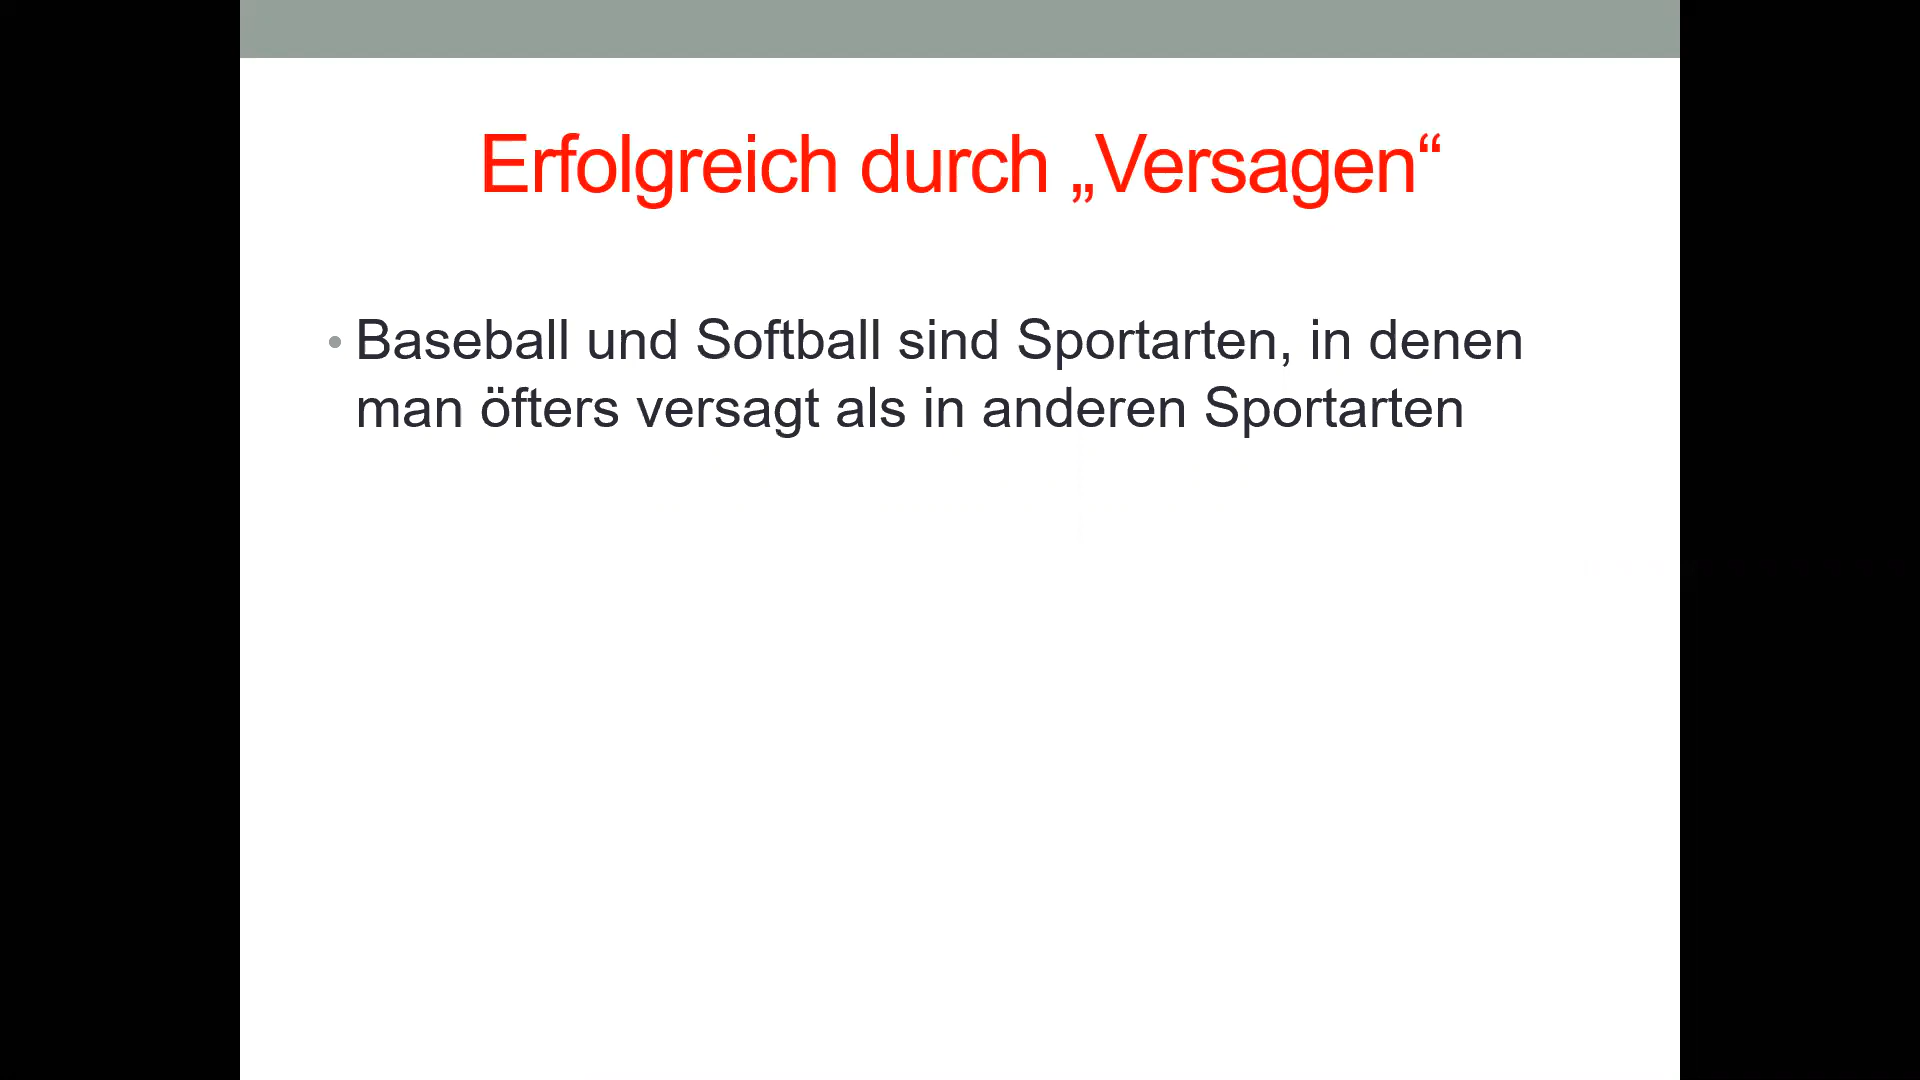 Erfolgreich durch „Versagen“
• Baseball und Softball sind Sportarten, in denen
man öfters versagt als in anderen Sportarten